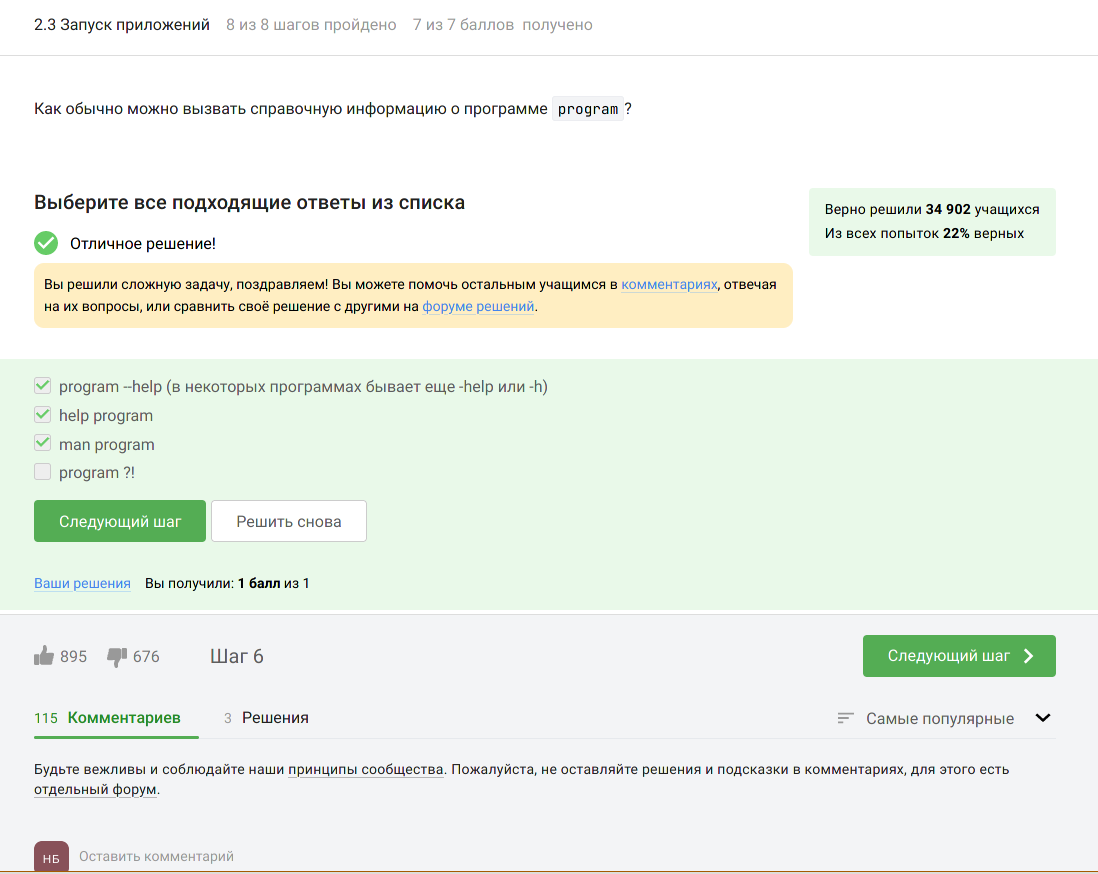 2.3 Запуск приложений 8 из 8 шагов пройдено 7 из 7 баллов получено
Как обычно можно вызвать справочную информацию о программе program?
Выберите все подходящие ответы из списка
Верно решили 34 902 учащихся
Из всех попыток 22% верных
Отличное решение!
Вы решили сложную задачу, поздравляем! Вы можете помочь остальным учащимся в комментариях, отвечая
на их вопросы, или сравнить своё решение с другими на форуме решений.
program --help (в некоторых программах бывает еще -help или -h)
help program
man program
program ?!
Следующий шаг Решить снова
Ваши решения Вы получили: 1 балл из 1
895 676 Шаг 6 Следующий шаг
115 Комментариев 3 Решения Самые популярные
Будьте вежливы и соблюдайте наши принципы сообщества. Пожалуйста, не оставляйте решения и подсказки в комментариях, для этого есть
отдельный форум.
НБ Оставить комментарий